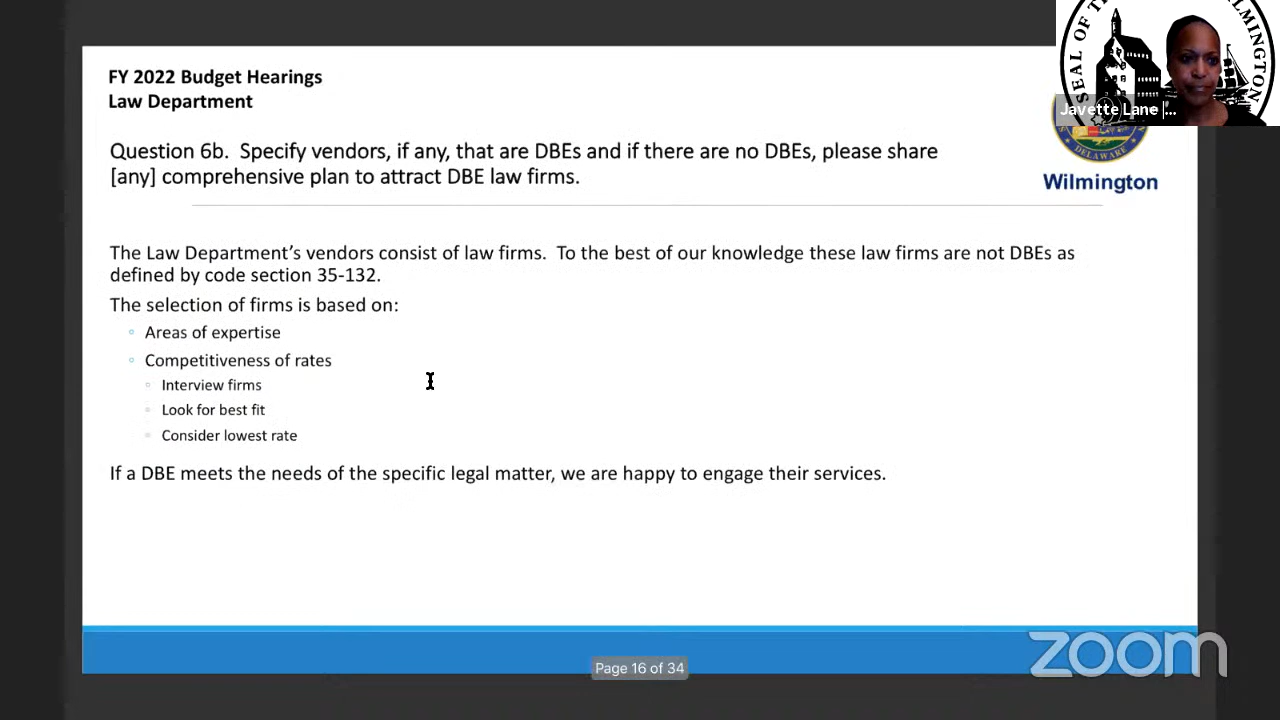 FY 2022 Budget Hearings
Law Department
SEAL OF TH
WILMINGTON
Javette Lane |...
DELAWARE
Wilmington
Question 6b. Specify vendors, if any, that are DBEs and if there are no DBEs, please share
[any] comprehensive plan to attract DBE law firms.
The Law Department’s vendors consist of law firms. To the best of our knowledge these law firms are not DBEs as
defined by code section 35-132.
The selection of firms is based on:
Areas of expertise
Competitiveness of rates
Interview firms
Look for best fit
Consider lowest rate
If a DBE meets the needs of the specific legal matter, we are happy to engage their services.
Page 16 of 34
zoom